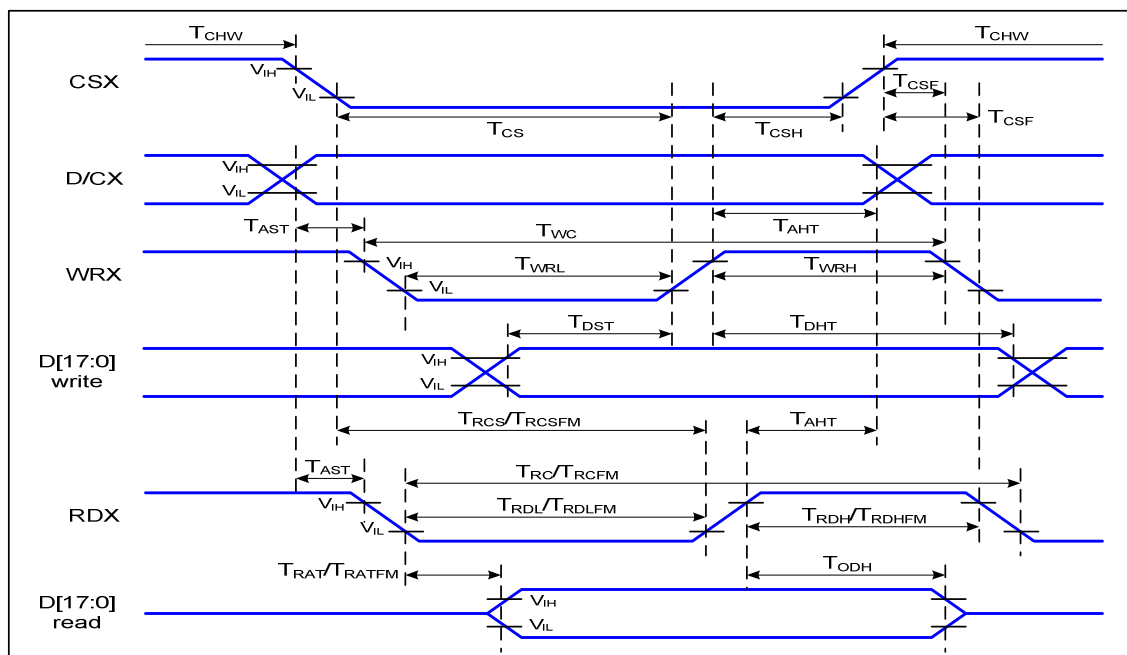 TCHW TCHW
CSX VIH TCSF
VIL TCSF
TCS TCSH
D/CX VIH
VIL
TAST TWC TAHT
WRX VIH TWRL TWRH
VIL
TDST TDHT
D[17:0] write VIH
VIL
TRCS/TRCSFM TAHT
TAST TRC/TRCFM
RDX VIH TRDL/TRDLFM
VIL TRDH/TRDHFM
TRAT/TRATFM TODH
D[17:0] read VIH
VIL